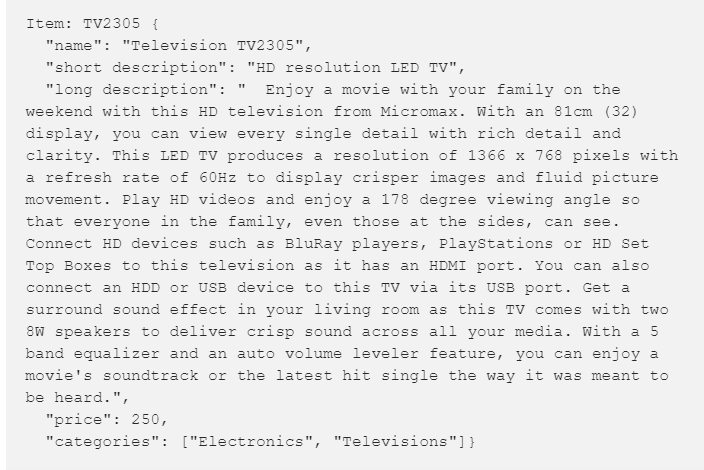 Item: TV2305 {
  "name": "Television TV2305",
  "short description": "HD resolution LED TV",
  "long description": "  Enjoy a movie with your family on the
weekend with this HD television from Micromax. With an 81cm (32)
display, you can view every single detail with rich detail and
clarity. This LED TV produces a resolution of 1366 x 768 pixels with
a refresh rate of 60Hz to display crisper images and fluid picture
movement. Play HD videos and enjoy a 178 degree viewing angle so
that everyone in the family, even those at the sides, can see.
Connect HD devices such as BluRay players, PlayStations or HD Set
Top Boxes to this television as it has an HDMI port. You can also
connect an HDD or USB device to this TV via its USB port. Get a
surround sound effect in your living room as this TV comes with two
8W speakers to deliver crisp sound across all your media. With a 5
band equalizer and an auto volume leveler feature, you can enjoy a
movie's soundtrack or the latest hit single the way it was meant to
be heard.",
  "price": 250,
  "categories": ["Electronics", "Televisions"]}